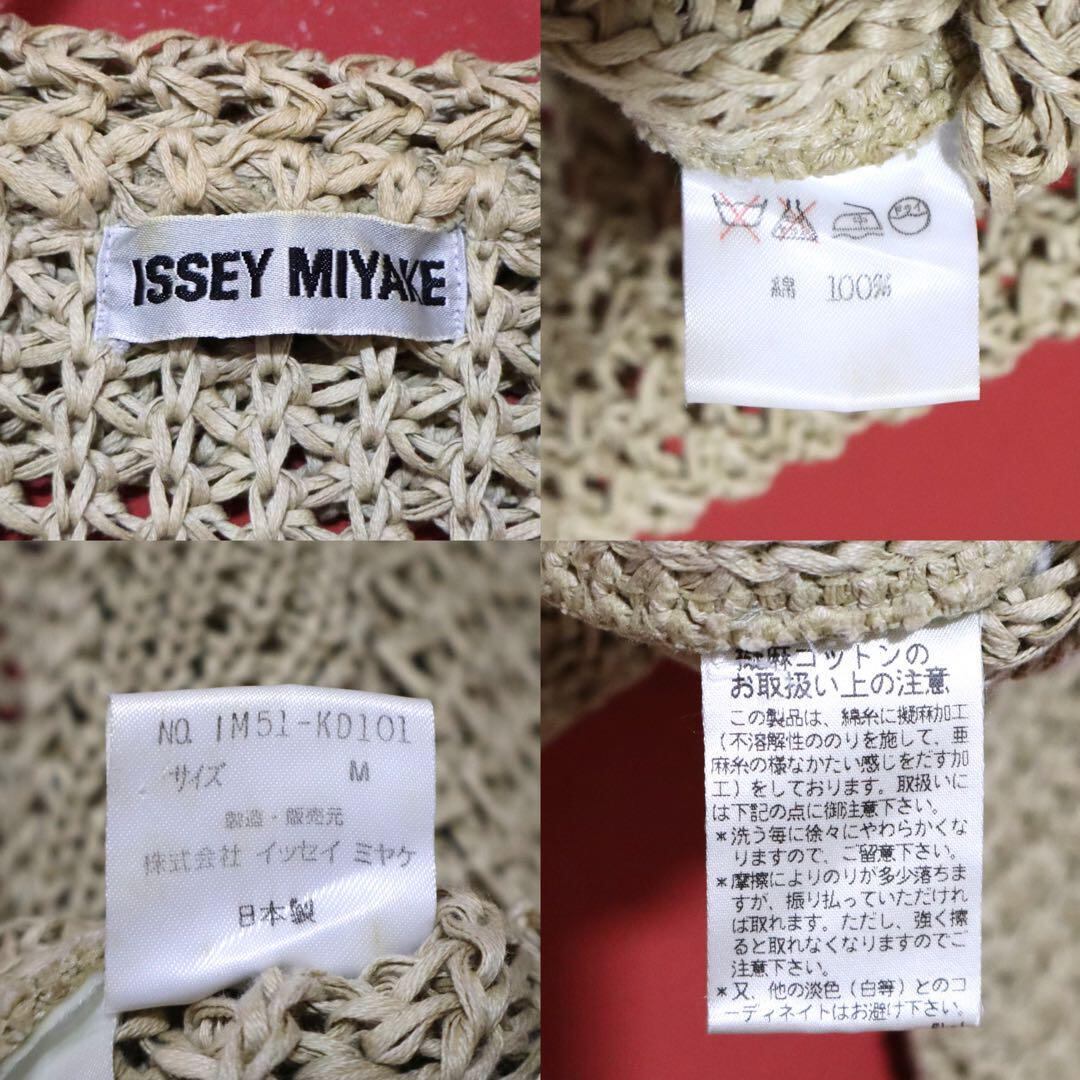 ISSEY MIYAKE
ドライ
綿 100%
NO. IM51-KD101
サイズ M
製造・販売元
株式会社 イッセイ ミヤケ
日本製
擬麻コットンの
お取扱い上の注意
この製品は、綿糸に擬麻加工
(不溶解性ののりを施して、亜
麻糸の様なかたい感じをだす加
工)をしております。取扱いに
は下記の点に御注意下さい。
*洗う毎に徐々にやわらかくな
りますので、ご留意下さい。
*摩擦によりのりが多少落ちま
すが、振り払っていただけれ
ば取れます。ただし、強く擦
ると取れなくなりますのでご
注意下さい。
*又、他の淡色(白等)とのコ
ーディネイトはお避け下さい。